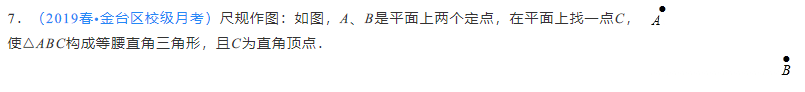 7．（2019春•金台区校级月考）尺规作图：如图，A、B是平面上两个定点，在平面上找一点C，
使△ABC构成等腰直角三角形，且C为直角顶点．
A
B